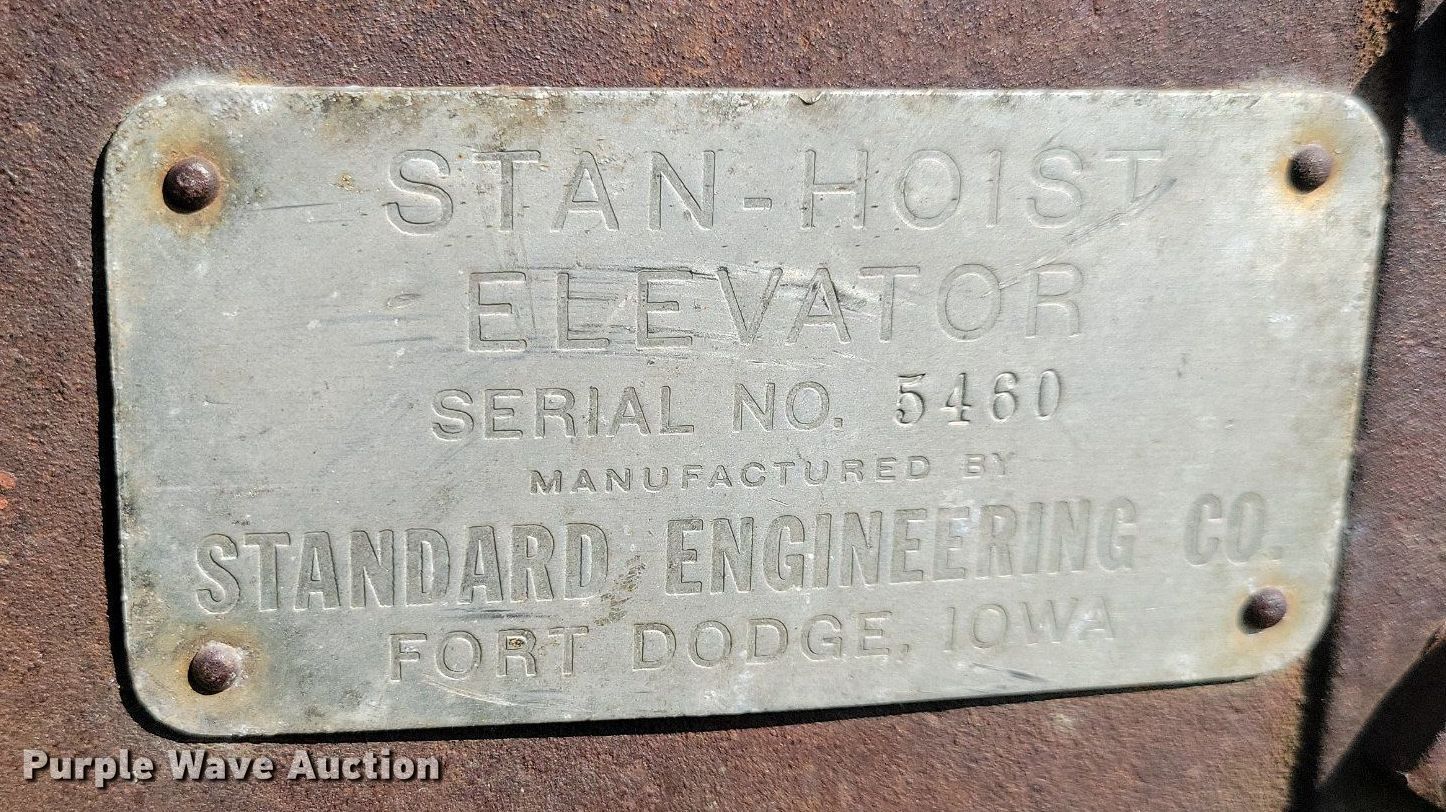 STAN-HOIST
ELEVATOR
SERIAL NO. 5460
MANUFACTURED BY
STANDARD ENGINEERING CO.
FORT DODGE, IOWA
Purple Wave Auction